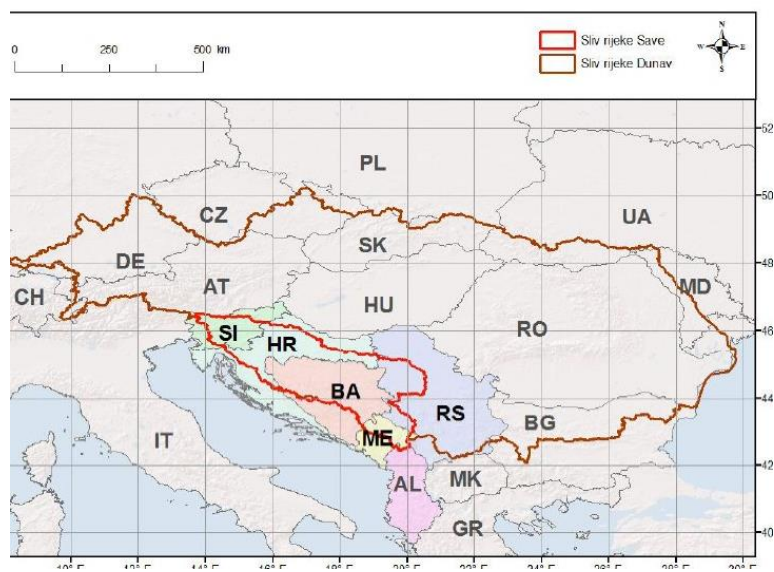 0 250 500 km
Sliv rijeke Save
Sliv rijeke Dunav
N
W E
S
PL
52
50
CZ
UA
SK
DE
48
MD
CH
AT
HU
RO
46
SI
HR
BA
RS
44
BG
ME
IT
42
AL
MK
GR
40